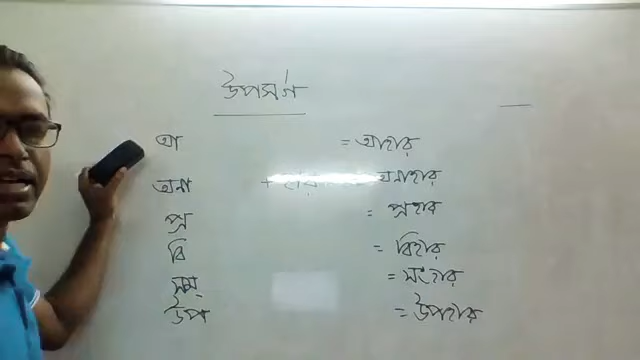 উপসর্গ
আ = আহার
অনা + হার অনাহার
প্র = প্রহার
বি = বিহার
সম্ = সংহার
উপ = উপহার